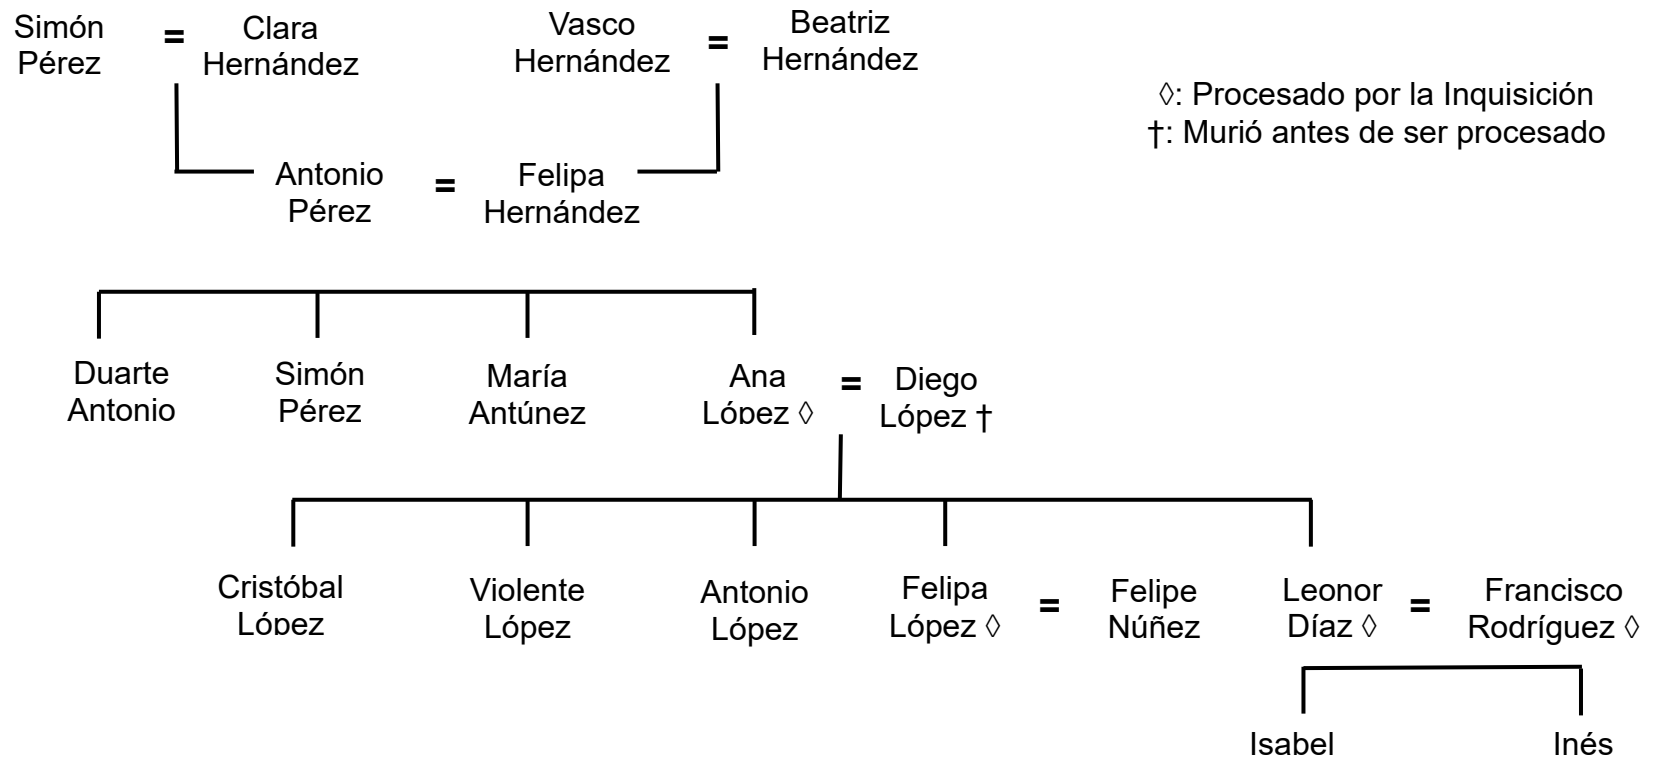 Simón
Pérez
=
Clara
Hernández
Vasco
Hernández
=
Beatriz
Hernández
◊: Procesado por la Inquisición
†: Murió antes de ser procesado
Antonio
Pérez
=
Felipa
Hernández
Duarte
Antonio
Simón
Pérez
María
Antúnez
Ana
López ◊
=
Diego
López †
Cristóbal
López
Violente
López
Antonio
López
Felipa
López ◊
=
Felipe
Núñez
Leonor
Díaz ◊
=
Francisco
Rodríguez ◊
Isabel
Inés